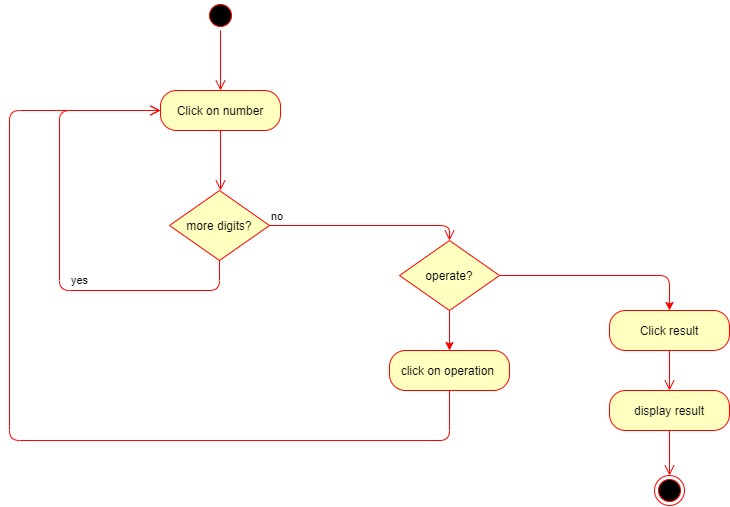 Click on number
more digits?
no
yes
operate?
click on operation
Click result
display result